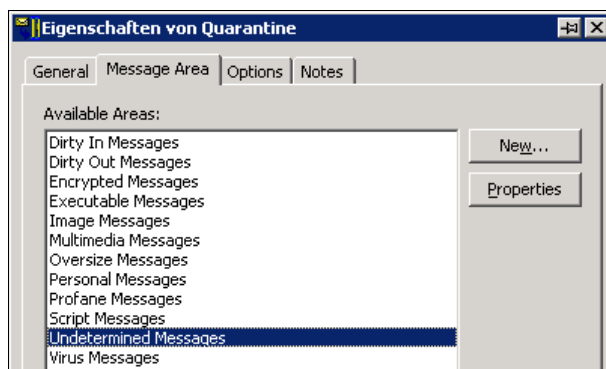 Eigenschaften von Quarantine
General Message Area Options Notes
Available Areas:
Dirty In Messages
Dirty Out Messages
Encrypted Messages
Executable Messages
Image Messages
Multimedia Messages
Oversize Messages
Personal Messages
Profane Messages
Script Messages
Undetermined Messages
Virus Messages
New...
Properties